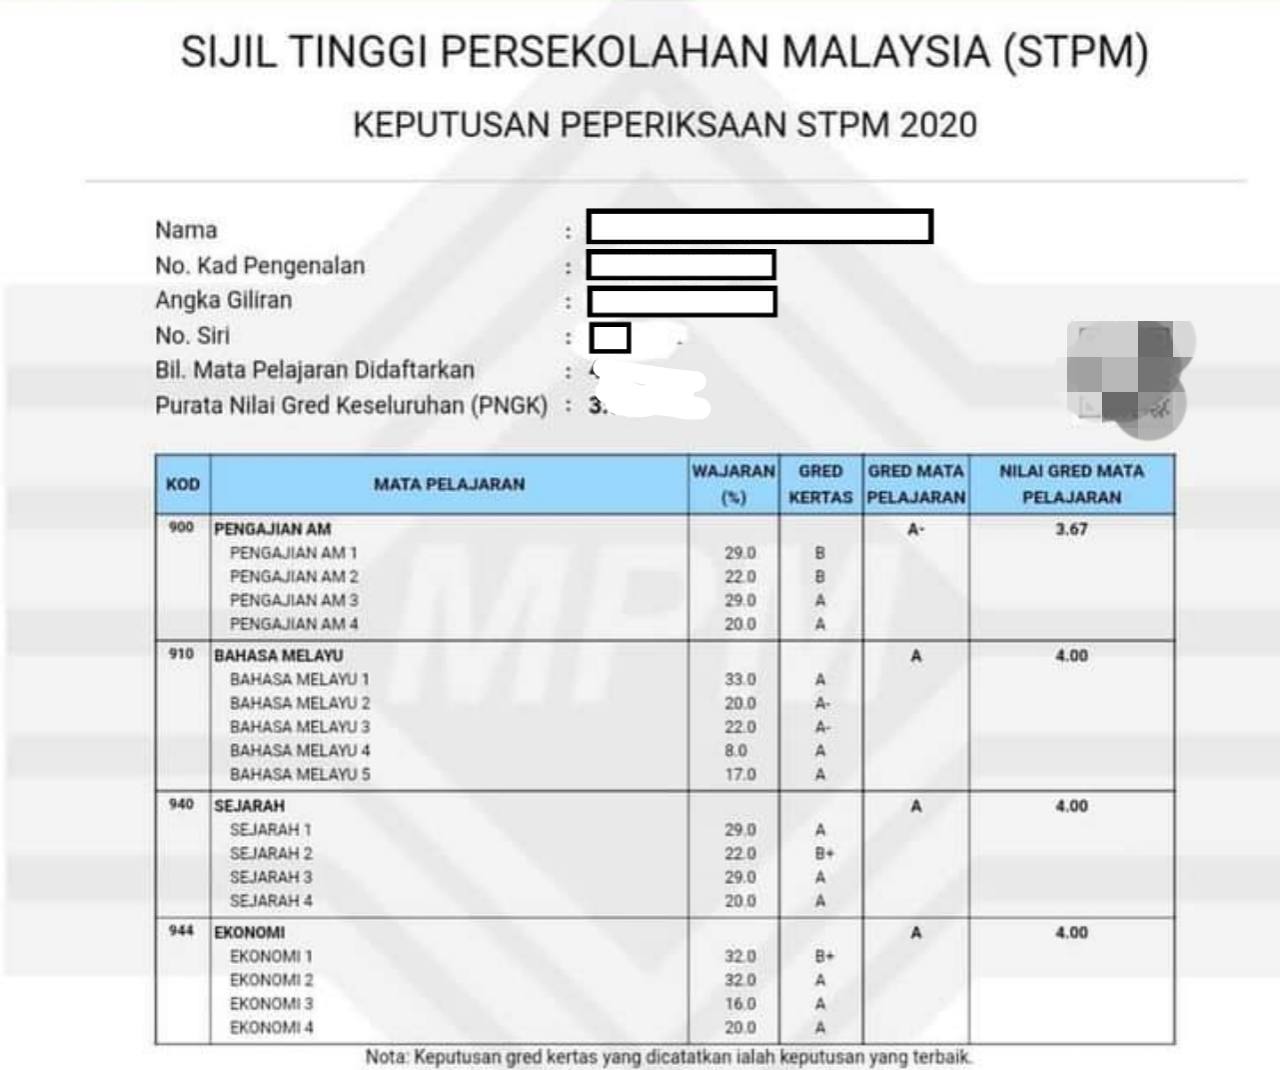 SIJIL TINGGI PERSEKOLAHAN MALAYSIA (STPM)
KEPUTUSAN PEPERIKSAAN STPM 2020
Nama :
No. Kad Pengenalan :
Angka Giliran :
No. Siri :
Bil. Mata Pelajaran Didaftarkan :
Purata Nilai Gred Keseluruhan (PNGK) : 3.
KOD MATA PELAJARAN WAJARAN (%) GRED KERTAS GRED MATA PELAJARAN NILAI GRED MATA PELAJARAN
900 PENGAJIAN AM A- 3.67
PENGAJIAN AM 1 29.0 B
PENGAJIAN AM 2 22.0 B
PENGAJIAN AM 3 29.0 A
PENGAJIAN AM 4 20.0 A
910 BAHASA MELAYU A 4.00
BAHASA MELAYU 1 33.0 A
BAHASA MELAYU 2 20.0 A-
BAHASA MELAYU 3 22.0 A-
BAHASA MELAYU 4 8.0 A
BAHASA MELAYU 5 17.0 A
940 SEJARAH A 4.00
SEJARAH 1 29.0 A
SEJARAH 2 22.0 B+
SEJARAH 3 29.0 A
SEJARAH 4 20.0 A
944 EKONOMI A 4.00
EKONOMI 1 32.0 B+
EKONOMI 2 32.0 A
EKONOMI 3 16.0 A
EKONOMI 4 20.0 A
Nota: Keputusan gred kertas yang dicatatkan ialah keputusan yang terbaik.
MPM